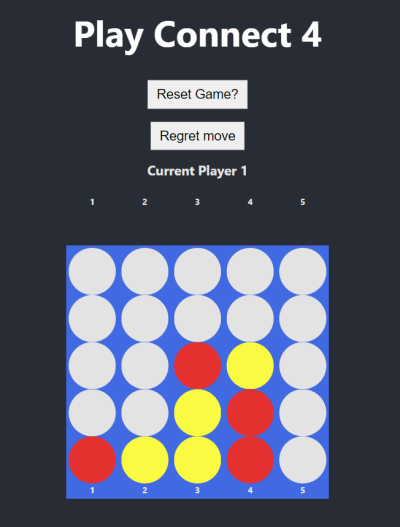 Play Connect 4
Reset Game?
Regret move
Current Player 1
1 2 3 4 5
1 2 3 4 5